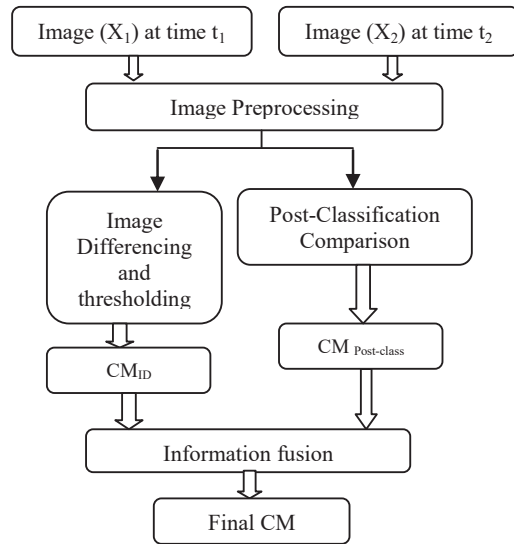 Image (X1) at time t1
Image (X2) at time t2
Image Preprocessing
Image
Differencing
and
thresholding
Post-Classification
Comparison
CMID
CM Post-class
Information fusion
Final CM